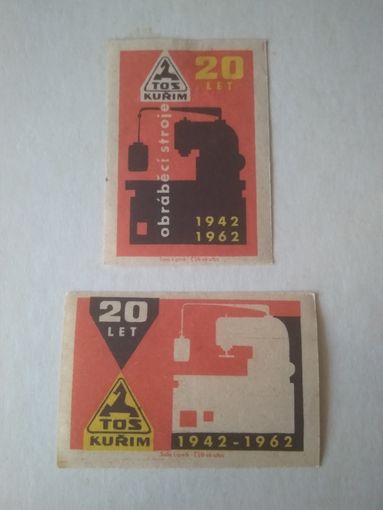 TOS
KUŘIM
20
LET
obráběcí stroje
1942
1962
20
LET
TOS
KUŘIM
1942-1962